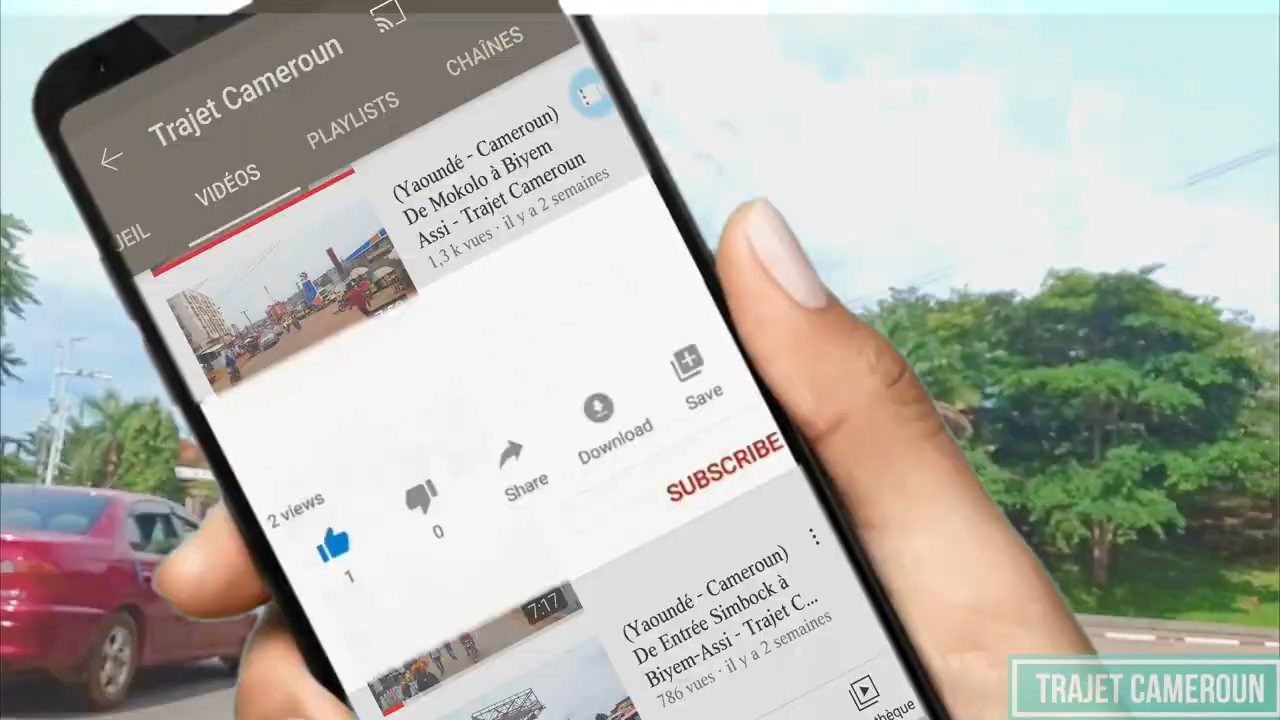 Trajet Cameroun
UEIL
VIDÉOS
PLAYLISTS
CHAÎNES
(Yaoundé - Cameroun)
De Mokolo à Biyem
Assi - Trajet Cameroun
1,3 k vues · il y a 2 semaines
2 views
1
0
Share
Download
Save
SUBSCRIBE
7:17
(Yaoundé - Cameroun)
De Entrée Simbock à
Biyem-Assi - Trajet C...
786 vues · il y a 2 semaines
thèque
TRAJET CAMEROUN